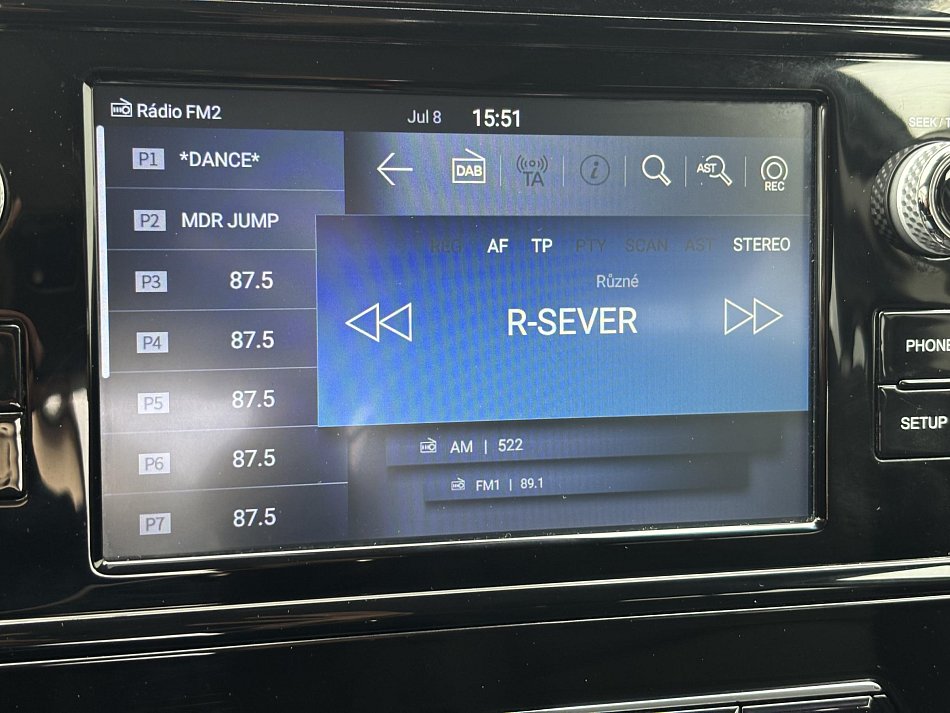 Rádio FM2
Jul 8 15:51
P1 *DANCE*
P2 MDR JUMP
P3 87.5
P4 87.5
P5 87.5
P6 87.5
P7 87.5
DAB
TA
i
AST
REC
REG AF TP PTY SCAN AST STEREO
Různé
R-SEVER
AM | 522
FM1 | 89.1
SEEK/T
PHONE
SETUP